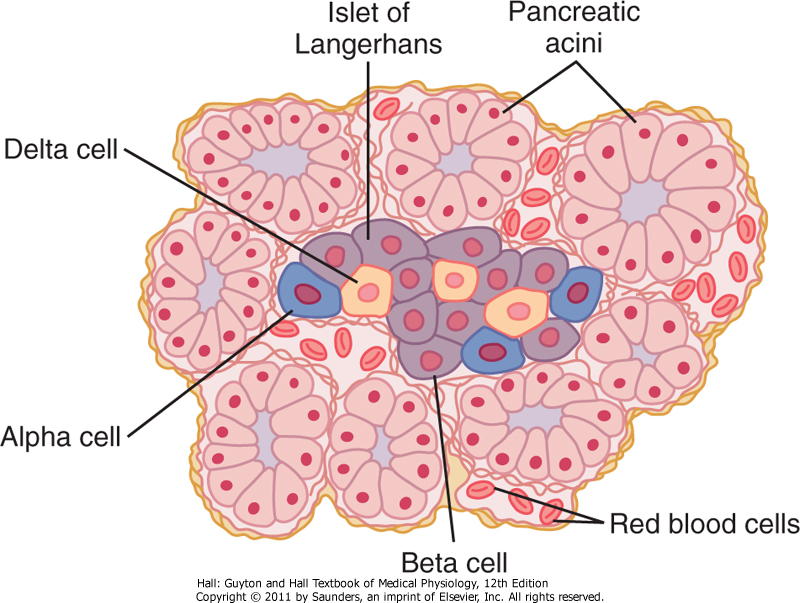 Islet of
Langerhans
Pancreatic
acini
Delta cell
Alpha cell
Red blood cells
Beta cell
Hall: Guyton and Hall Textbook of Medical Physiology, 12th Edition
Copyright © 2011 by Saunders, an imprint of Elsevier, Inc. All rights reserved.